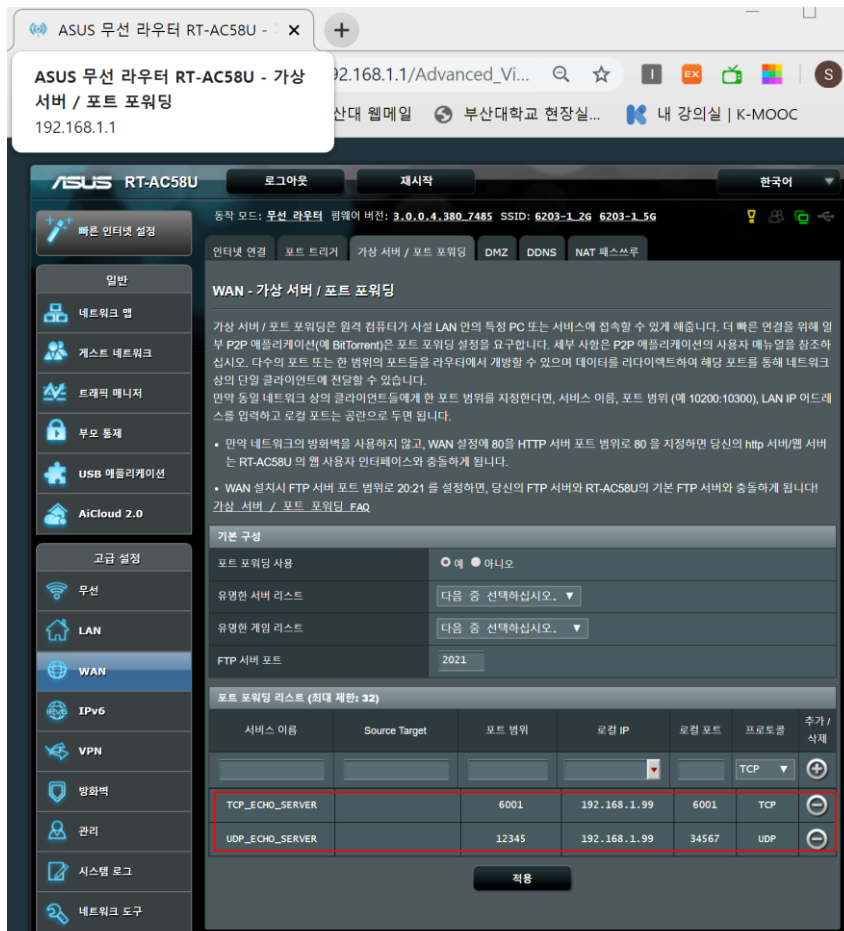 ASUS 무선 라우터 RT-AC58U -
ASUS 무선 라우터 RT-AC58U - 가상
서버 / 포트 포워딩
192.168.1.1
92.168.1.1/Advanced_Vi...
EX
S
산대 웹메일 부산대학교 현장실... 내 강의실 | K-MOOC
ASUS RT-AC58U 로그아웃 재시작 한국어
동작 모드: 무선 라우터 펌웨어 버전: 3.0.0.4.380_7485 SSID: 6203-1_2G 6203-1_5G
빠른 인터넷 설정
인터넷 연결 포트 트리거 가상 서버 / 포트 포워딩 DMZ DDNS NAT 패스쓰루
일반
네트워크 맵
게스트 네트워크
트래픽 매니저
부모 통제
USB 애플리케이션
AiCloud 2.0
고급 설정
무선
LAN
WAN
IPv6
VPN
방화벽
관리
시스템 로그
네트워크 도구
WAN - 가상 서버 / 포트 포워딩
가상 서버 / 포트 포워딩은 원격 컴퓨터가 사설 LAN 안의 특정 PC 또는 서비스에 접속할 수 있게 해줍니다. 더 빠른 연결을 위해 일
부 P2P 애플리케이션(예 BitTorrent)은 포트 포워딩 설정을 요구합니다. 세부 사항은 P2P 애플리케이션의 사용자 매뉴얼을 참조하
십시오. 다수의 포트 또는 한 범위의 포트들을 라우터에서 개방할 수 있으며 데이터를 리다이렉트하여 해당 포트를 통해 네트워크
상의 단일 클라이언트에 전달할 수 있습니다.
만약 동일 네트워크 상의 클라이언트들에게 한 포트 범위를 지정한다면, 서비스 이름, 포트 범위 (예 10200:10300), LAN IP 어드레
스를 입력하고 로컬 포트는 공란으로 두면 됩니다.
• 만약 네트워크의 방화벽을 사용하지 않고, WAN 설정에 80을 HTTP 서버 포트 범위로 80 을 지정하면 당신의 http 서버/웹 서버
는 RT-AC58U 의 웹 사용자 인터페이스와 충돌하게 됩니다.
• WAN 설치시 FTP 서버 포트 범위로 20:21 를 설정하면, 당신의 FTP 서버와 RT-AC58U의 기본 FTP 서버와 충돌하게 됩니다!
가상 서버 / 포트 포워딩 FAQ
기본 구성
포트 포워딩 사용 예 아니오
유명한 서버 리스트 다음 중 선택하십시오.
유명한 게임 리스트 다음 중 선택하십시오.
FTP 서버 포트 2021
포트 포워딩 리스트 (최대 제한: 32)
서비스 이름 Source Target 포트 범위 로컬 IP 로컬 포트 프로토콜 추가 /
삭제
TCP
TCP_ECHO_SERVER 6001 192.168.1.99 6001 TCP
UDP_ECHO_SERVER 12345 192.168.1.99 34567 UDP
적용